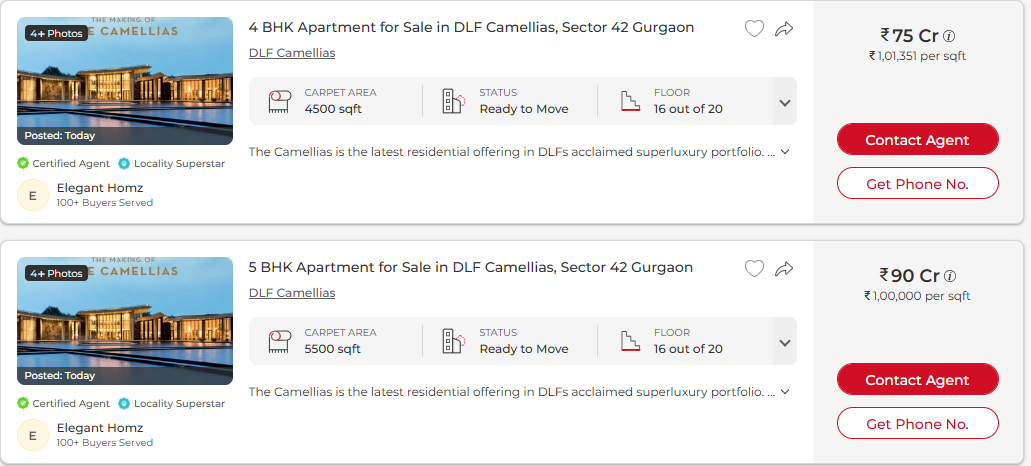 THE MAKING OF
E CAMELLIAS
4+ Photos
Posted: Today
Certified Agent Locality Superstar
E
Elegant Homz
100+ Buyers Served
4 BHK Apartment for Sale in DLF Camellias, Sector 42 Gurgaon
DLF Camellias
CARPET AREA
4500 sqft
STATUS
Ready to Move
FLOOR
16 out of 20
The Camellias is the latest residential offering in DLFs acclaimed superluxury portfolio. ...
₹75 Cr
₹1,01,351 per sqft
Contact Agent
Get Phone No.
THE MAKING OF
E CAMELLIAS
4+ Photos
Posted: Today
Certified Agent Locality Superstar
E
Elegant Homz
100+ Buyers Served
5 BHK Apartment for Sale in DLF Camellias, Sector 42 Gurgaon
DLF Camellias
CARPET AREA
5500 sqft
STATUS
Ready to Move
FLOOR
16 out of 20
The Camellias is the latest residential offering in DLFs acclaimed superluxury portfolio. ...
₹90 Cr
₹1,00,000 per sqft
Contact Agent
Get Phone No.